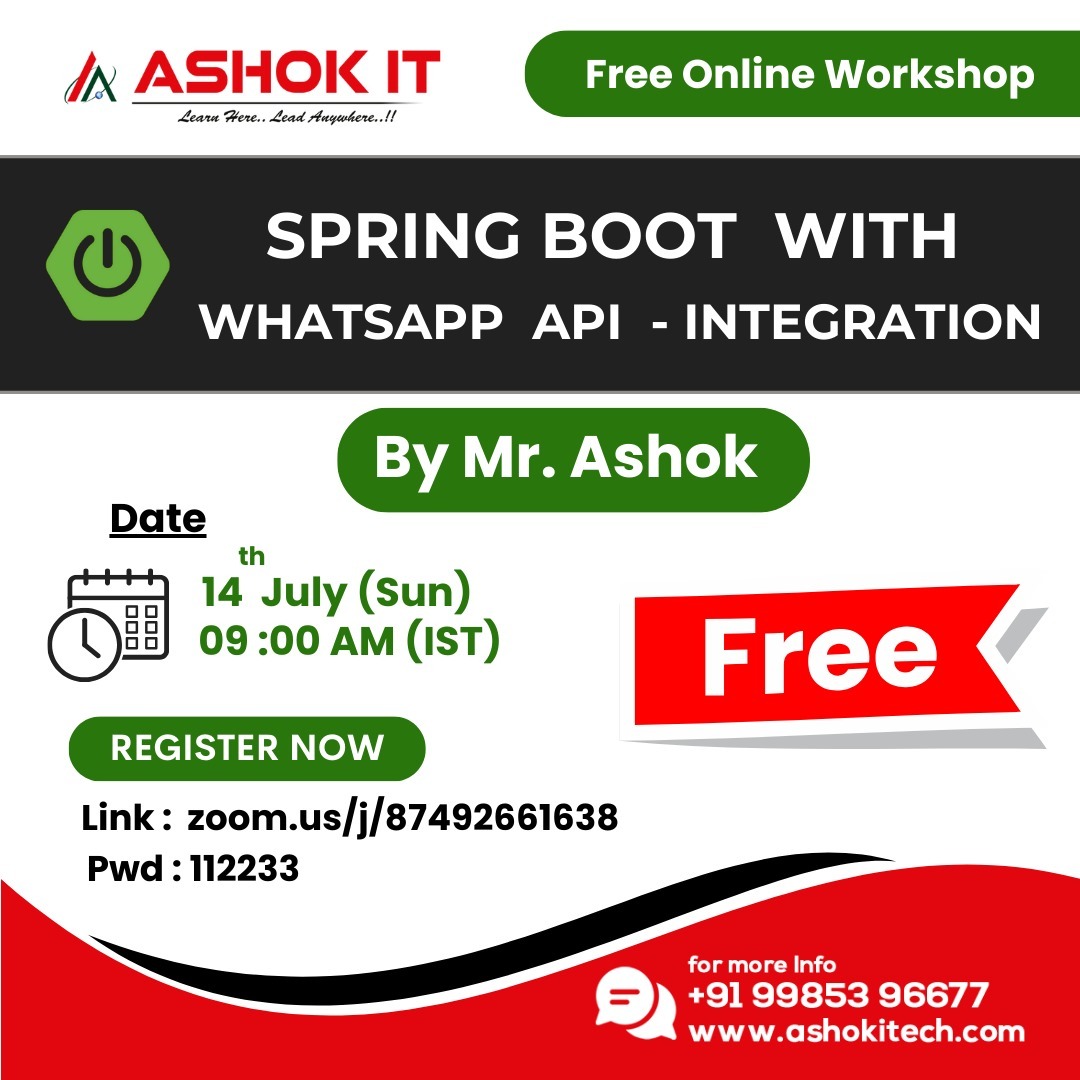 ASHOK IT
Learn Here.. Lead Anywhere..!!
Free Online Workshop
SPRING BOOT WITH
WHATSAPP API - INTEGRATION
By Mr. Ashok
Date
14th July (Sun)
09 :00 AM (IST)
Free
REGISTER NOW
Link : zoom.us/j/87492661638
Pwd : 112233
for more Info
+91 99853 96677
www.ashokitech.com